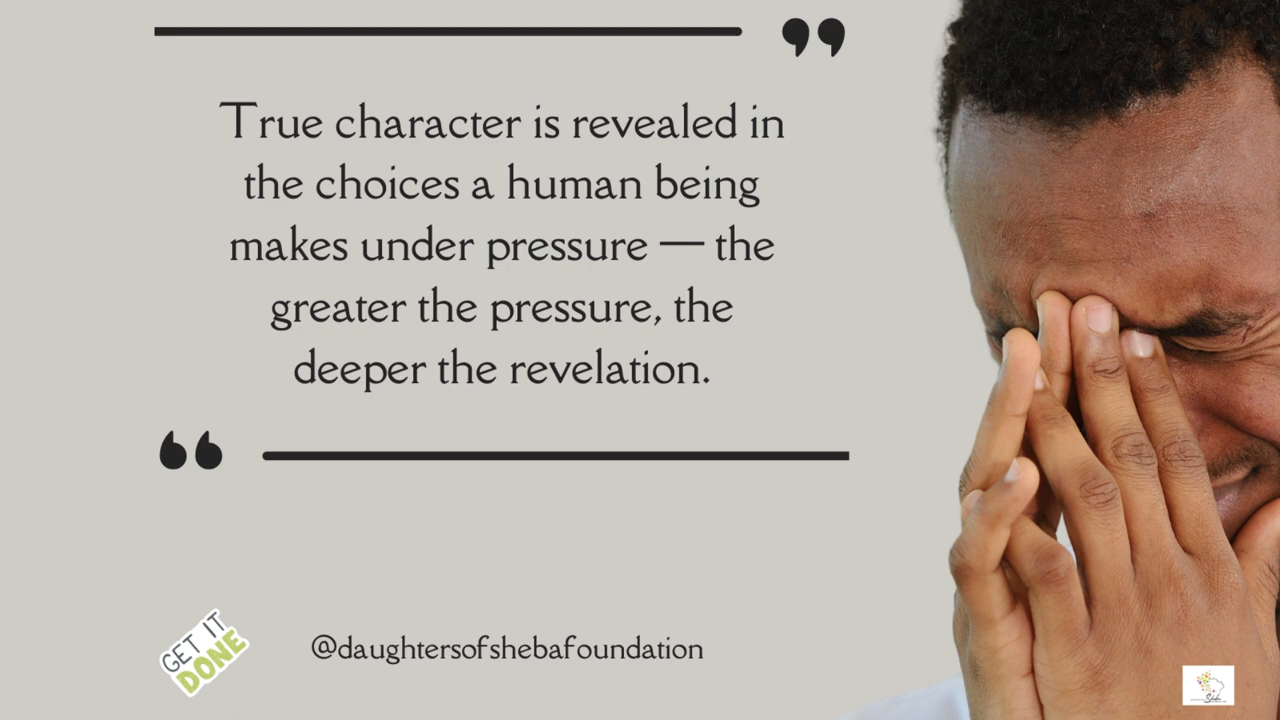 True character is revealed in
the choices a human being
makes under pressure — the
greater the pressure, the
deeper the revelation.
GET IT
DONE
@daughtersofshebafoundation